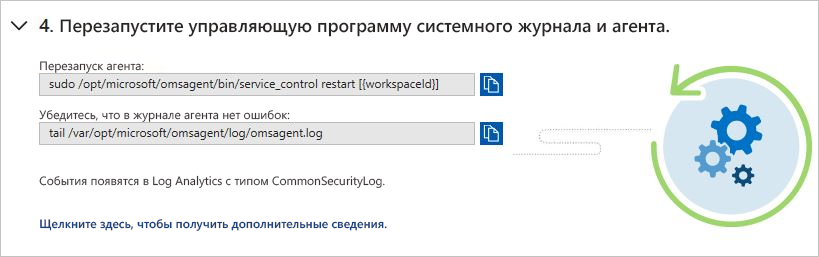 4. Перезапустите управляющую программу системного журнала и агента.
Перезапуск агента:
sudo /opt/microsoft/omsagent/bin/service_control restart [{workspaceId}]
Убедитесь, что в журнале агента нет ошибок:
tail /var/opt/microsoft/omsagent/log/omsagent.log
События появятся в Log Analytics с типом CommonSecurityLog.
Щелкните здесь, чтобы получить дополнительные сведения.